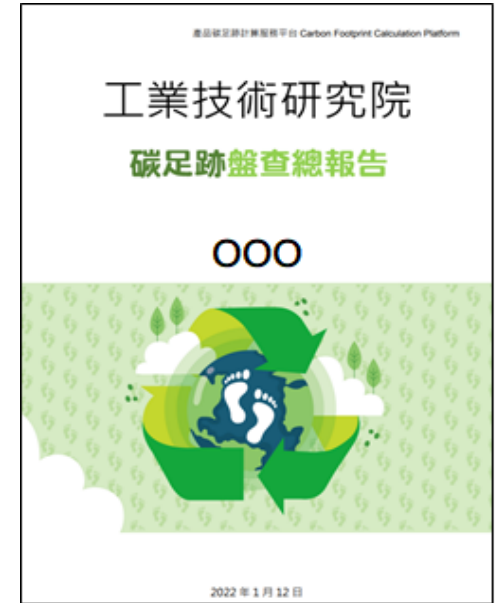 產品碳足跡計算服務平台 Carbon Footprint Calculation Platform
工業技術研究院
碳足跡盤查總報告
OOO
2022 年 1 月 12 日